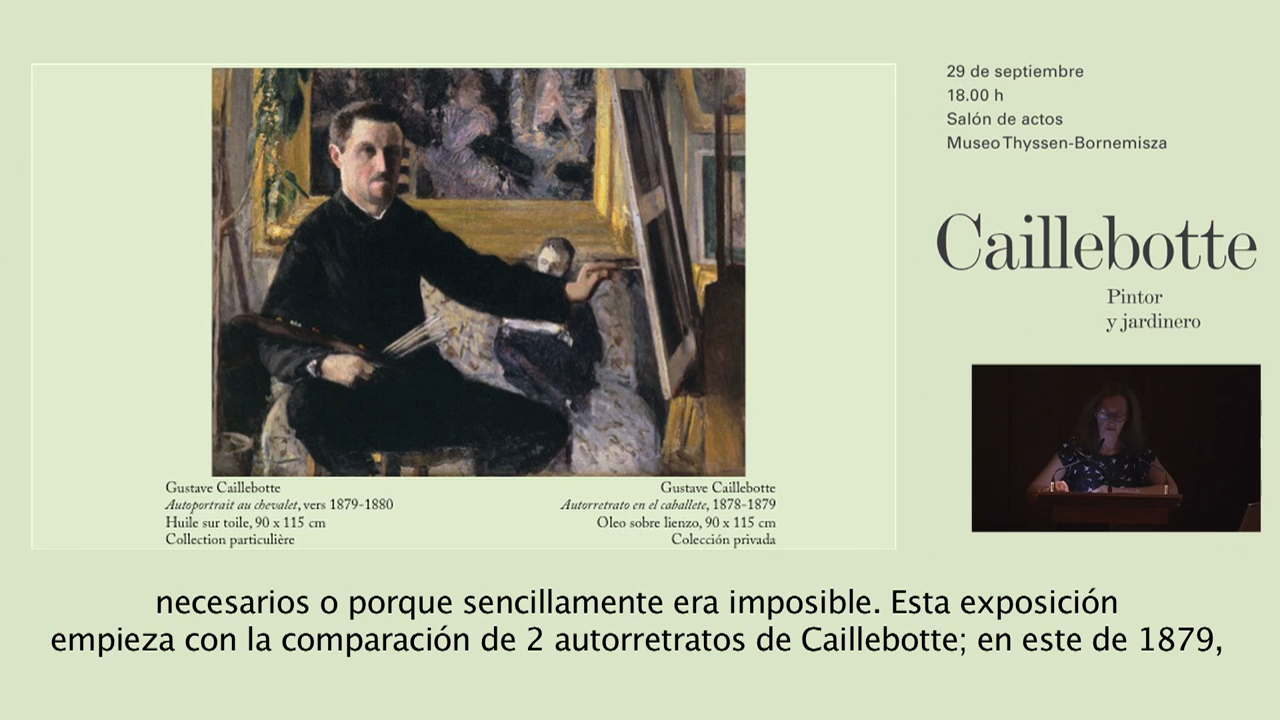 29 de septiembre
18.00 h
Salón de actos
Museo Thyssen-Bornemisza
Caillebotte
Pintor
y jardinero
Gustave Caillebotte
Autoportrait au chevalet, vers 1879-1880
Huile sur toile, 90 x 115 cm
Collection particulière
Gustave Caillebotte
Autorretrato en el caballete, 1878-1879
Oleo sobre lienzo, 90 x 115 cm
Colección privada
necesarios o porque sencillamente era imposible. Esta exposición
empieza con la comparación de 2 autorretratos de Caillebotte; en este de 1879,